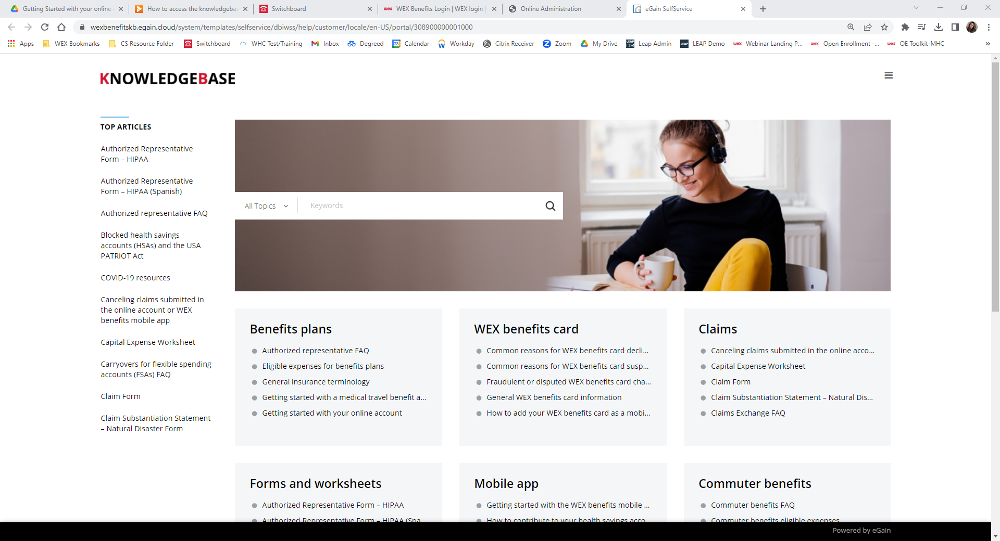 Getting Started with your online
How to access the knowledgebas
Switchboard
wex WEX Benefits Login | WEX login |
Online Administration
eGain SelfService
wexbenefitskb.egain.cloud/system/templates/selfservice/dbiwss/help/customer/locale/en-US/portal/308900000001000
Apps
WEX Bookmarks
CS Resource Folder
Switchboard
WHC Test/Training
Inbox
Degreed
23 Calendar
Workday
Citrix Receiver
Zoom
My Drive
LEAP Leap Admin
LEAP LEAP Demo
wex Webinar Landing P...
wex Open Enrollment -...
wex OE Toolkit-MHC
KNOWLEDGEBASE
TOP ARTICLES
Authorized Representative
Form – HIPAA
Authorized Representative
Form – HIPAA (Spanish)
Authorized representative FAQ
Blocked health savings
accounts (HSAs) and the USA
PATRIOT Act
COVID-19 resources
Canceling claims submitted in
the online account or WEX
benefits mobile app
Capital Expense Worksheet
Carryovers for flexible spending
accounts (FSAs) FAQ
Claim Form
Claim Substantiation Statement
– Natural Disaster Form
All Topics
Keywords
Benefits plans
Authorized representative FAQ
Eligible expenses for benefits plans
General insurance terminology
Getting started with a medical travel benefit a...
Getting started with your online account
WEX benefits card
Common reasons for WEX benefits card decli...
Common reasons for WEX benefits card susp...
Fraudulent or disputed WEX benefits card cha...
General WEX benefits card information
How to add your WEX benefits card as a mobi...
Claims
Canceling claims submitted in the online acco...
Capital Expense Worksheet
Claim Form
Claim Substantiation Statement – Natural Dis...
Claims Exchange FAQ
Forms and worksheets
Authorized Representative Form – HIPAA
Authorized Representative Form – HIPAA (Spa
Mobile app
Getting started with the WEX benefits mobile ...
How to contribute to your health savings acco
Commuter benefits
Commuter benefits FAQ
Commuter benefits eligible expenses
Powered by eGain